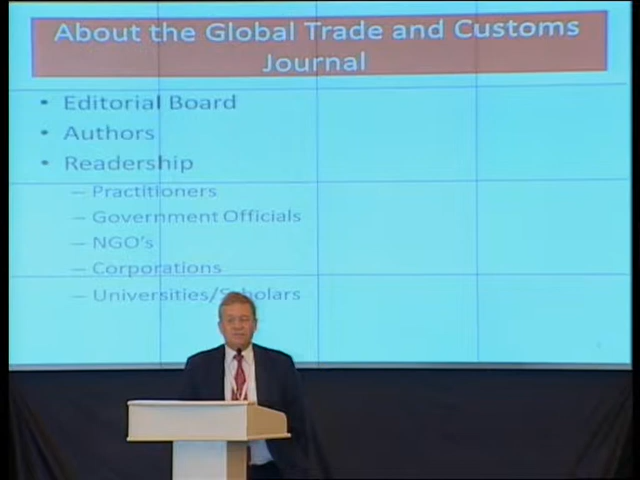 About the Global Trade and Customs
Journal
• Editorial Board
• Authors
• Readership
– Practitioners
– Government Officials
– NGO's
– Corporations
– Universities/Scholars